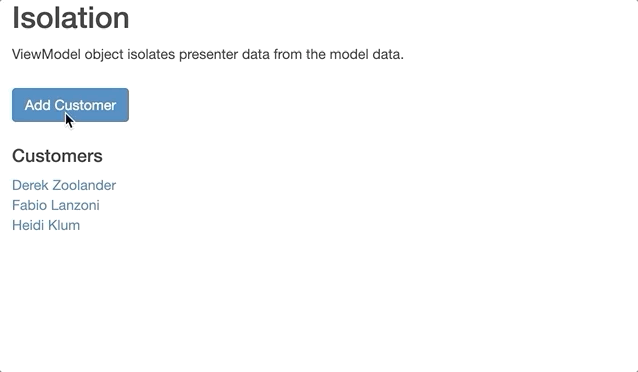 Isolation
ViewModel object isolates presenter data from the model data.
Add Customer
Customers
Derek Zoolander
Fabio Lanzoni
Heidi Klum